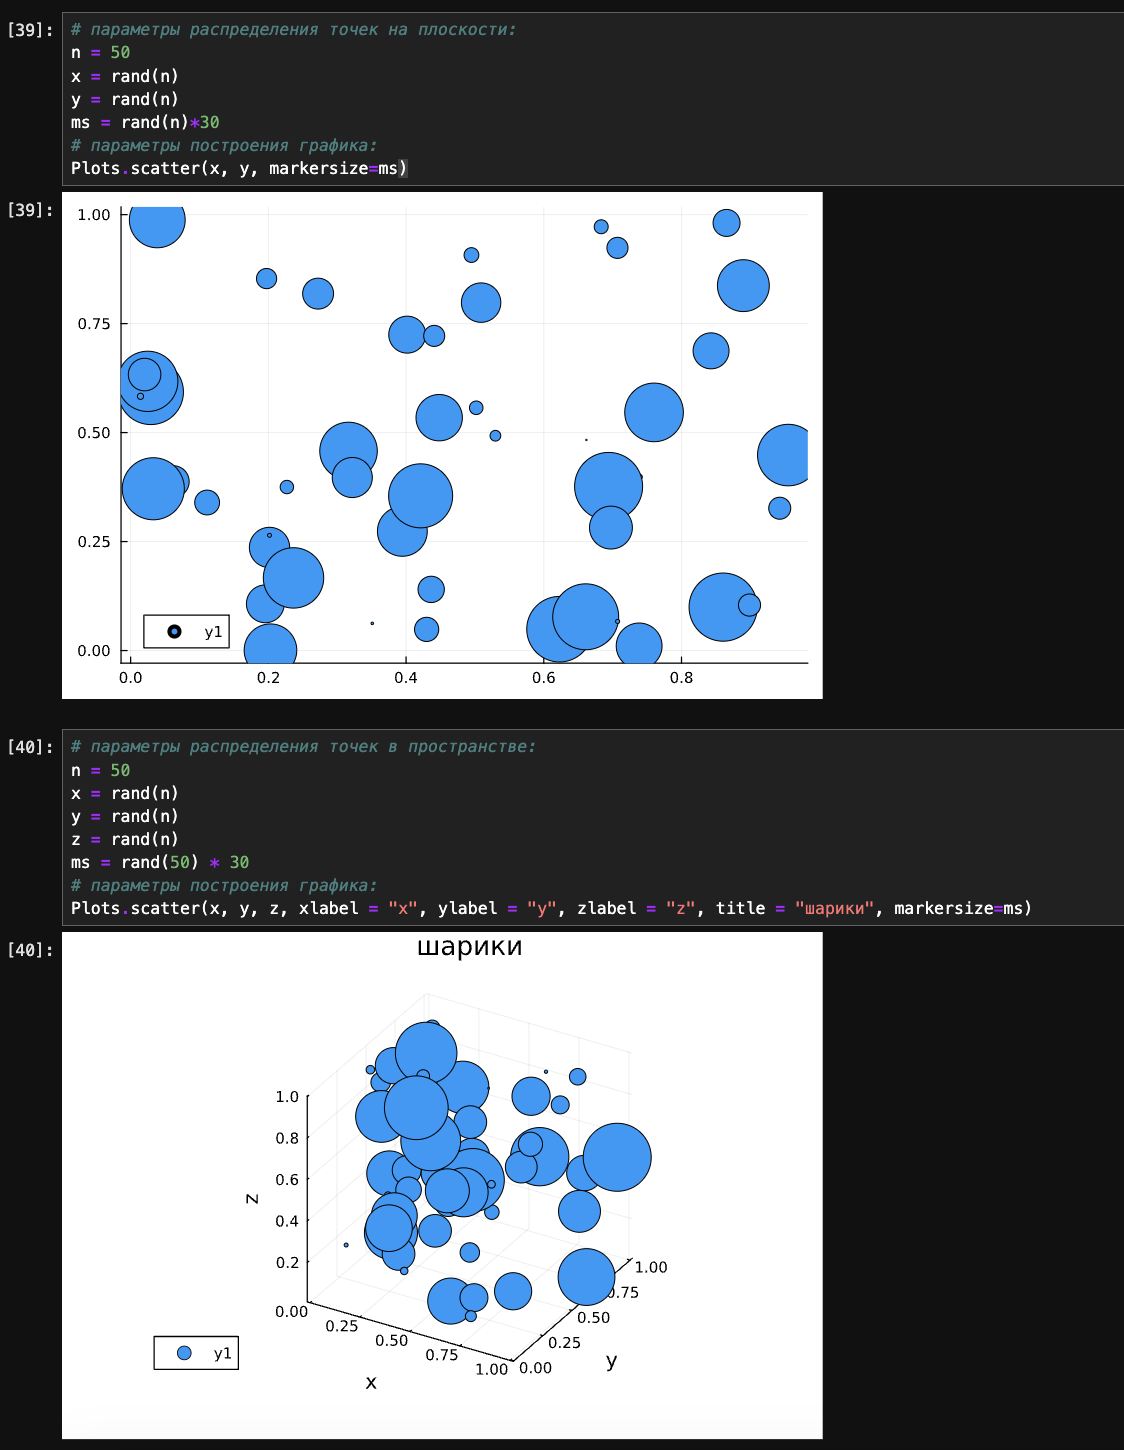 [39]:
# параметры распределения точек на плоскости:
n = 50
x = rand(n)
y = rand(n)
ms = rand(n)*30
# параметры построения графика:
Plots.scatter(x, y, markersize=ms)
[39]:
1.00
0.75
0.50
0.25
0.00
y1
0.0 0.2 0.4 0.6 0.8
[40]:
# параметры распределения точек в пространстве:
n = 50
x = rand(n)
y = rand(n)
z = rand(n)
ms = rand(50) * 30
# параметры построения графика:
Plots.scatter(x, y, z, xlabel = "x", ylabel = "y", zlabel = "z", title = "шарики", markersize=ms)
[40]:
шарики
1.0
0.8
0.6
0.4
0.2
z
0.00
0.25
0.50
0.75
1.00
x
0.00
0.25
0.50
.75
1.00
y
y1